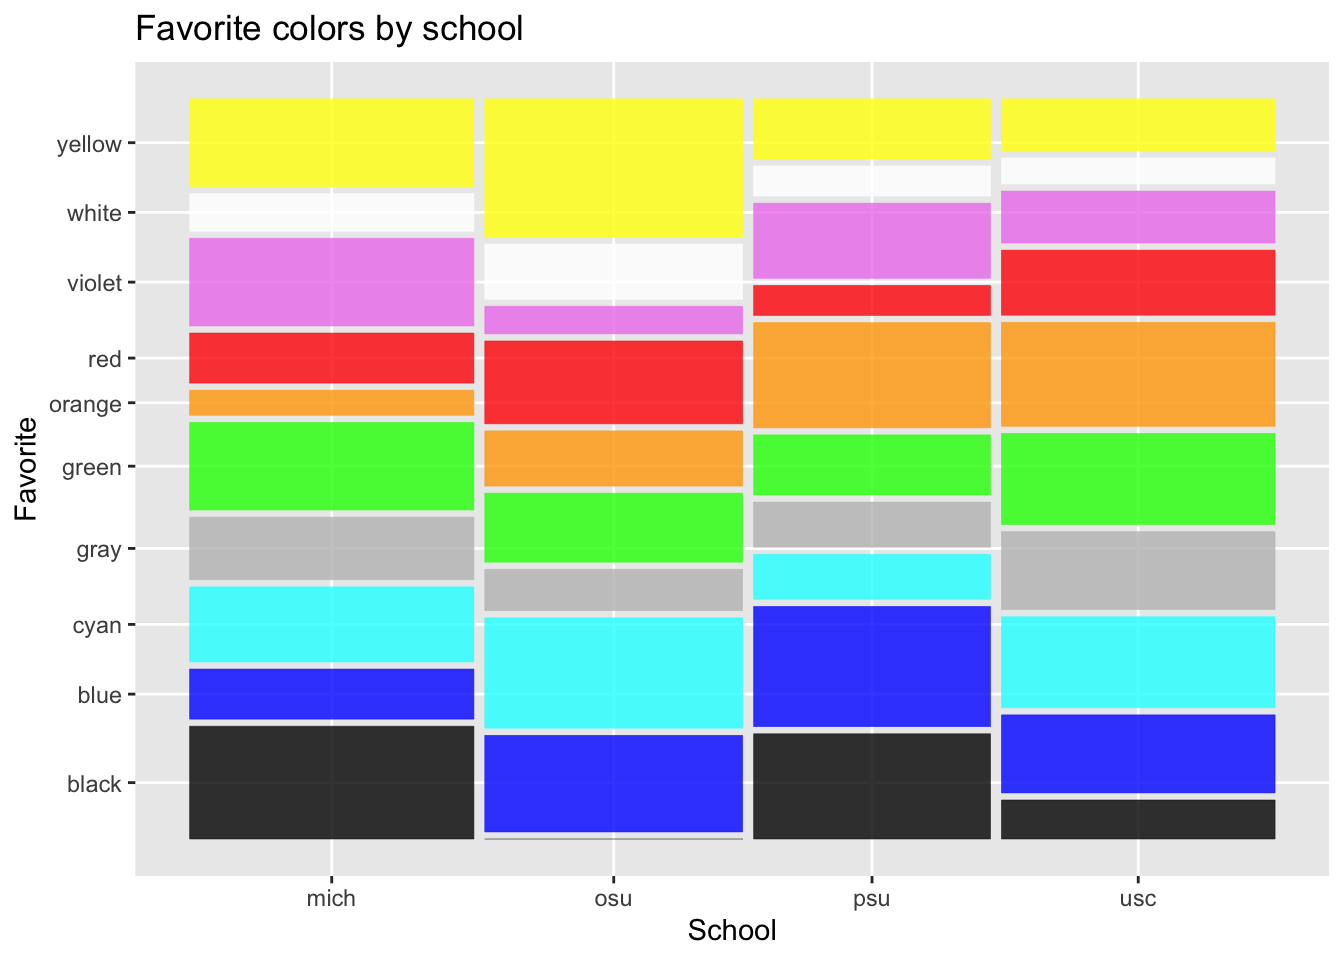 Favorite colors by school
Favorite
yellow
white
violet
red
orange
green
gray
cyan
blue
black
mich osu psu usc
School